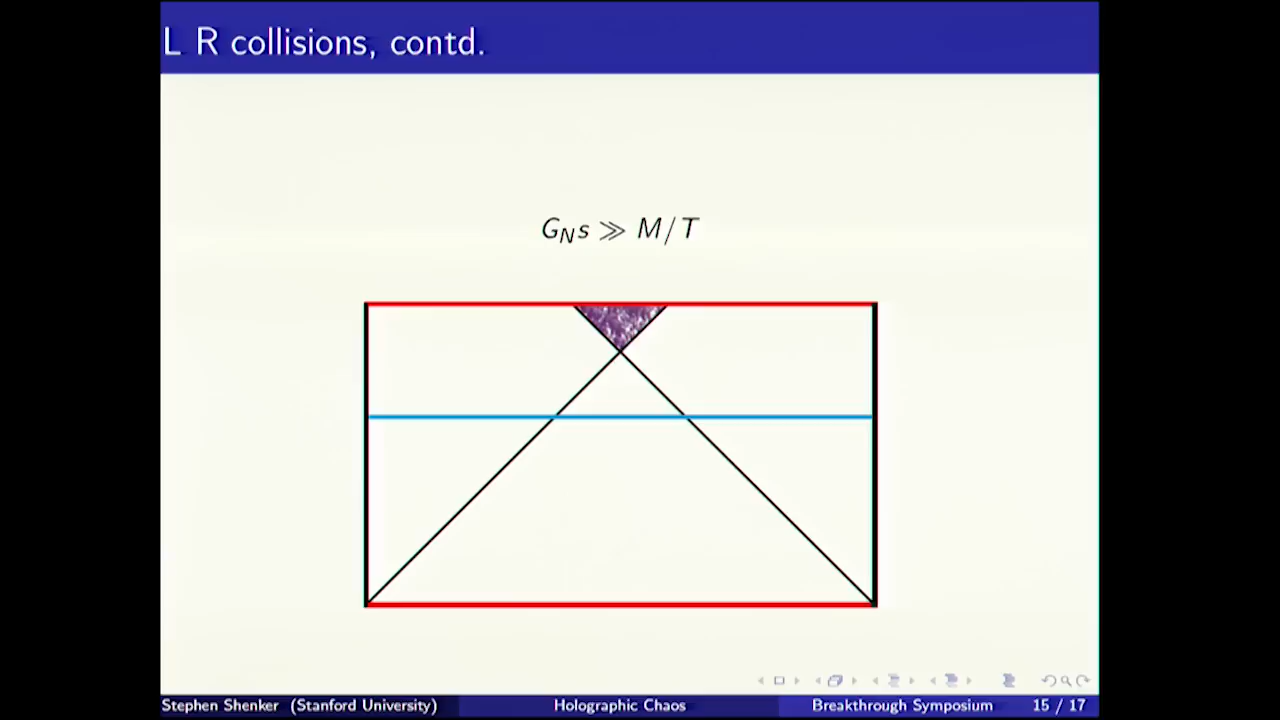 L R collisions, contd.
G_N s ≫ M/T
Stephen Shenker (Stanford University) Holographic Chaos Breakthrough Symposium 15 / 17